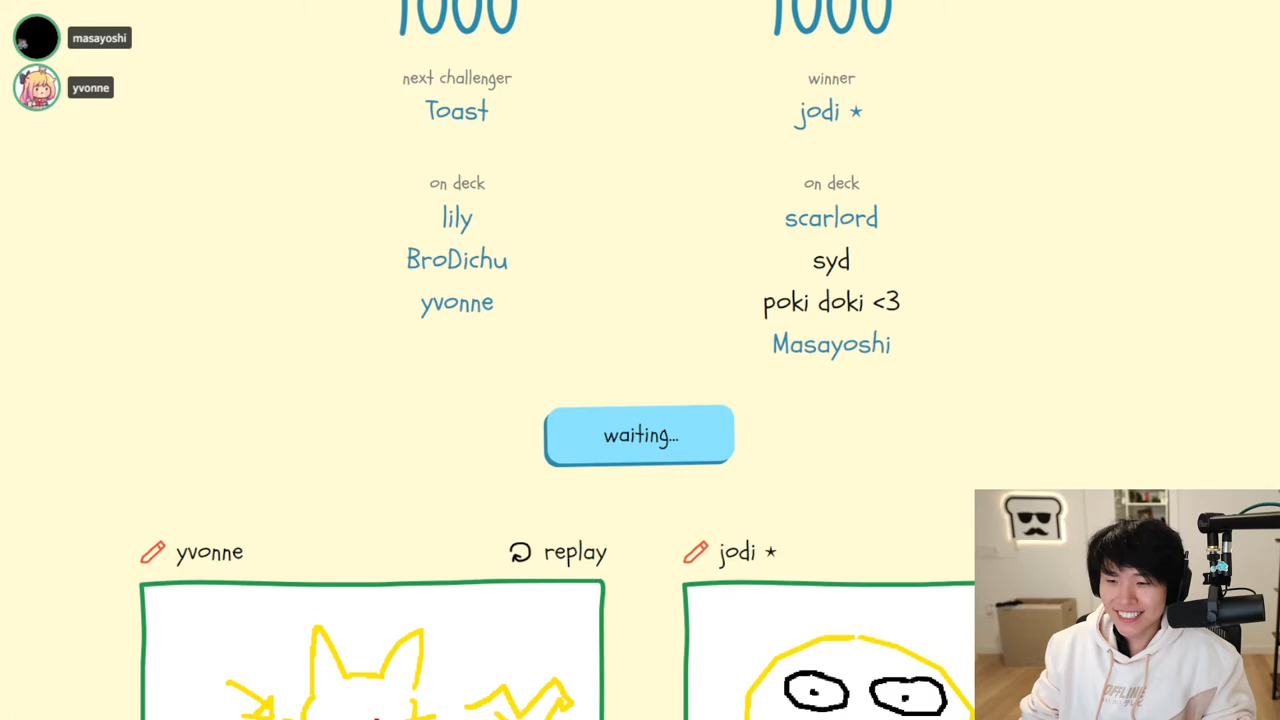 masayoshi
yvonne
1000
1000
next challenger
Toast
winner
jodi ★
on deck
lily
BroDichu
yvonne
on deck
scarlord
syd
poki doki <3
Masayoshi
waiting...
yvonne
replay
jodi ★
OFFLINE